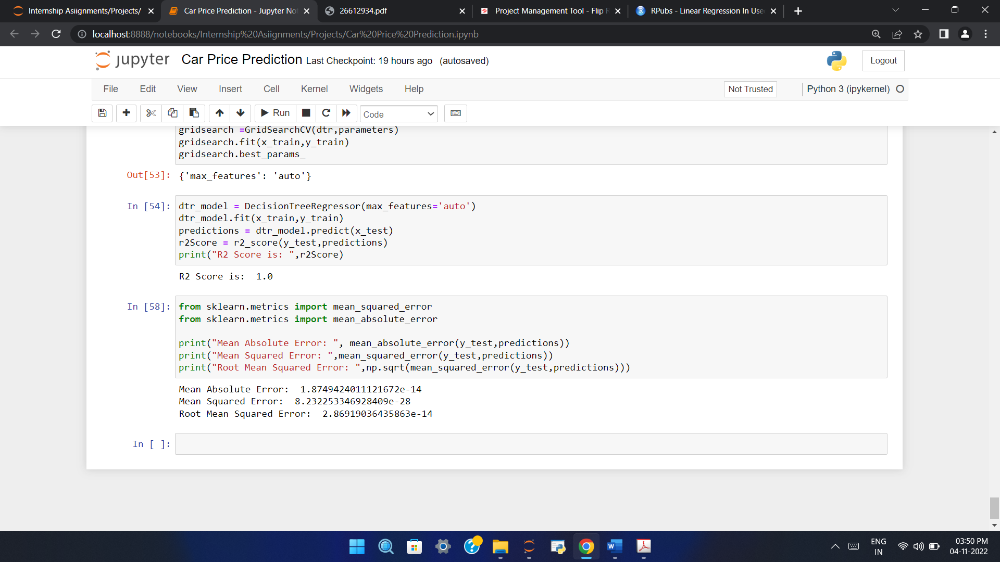 Internship Asiignments/Projects/
Car Price Prediction - Jupyter No
26612934.pdf
Project Management Tool - Flip R
RPubs - Linear Regression In Use
localhost:8888/notebooks/Internship%20Asiignments/Projects/Car%20Price%20Prediction.ipynb
jupyter Car Price Prediction Last Checkpoint: 19 hours ago (autosaved)
Logout
File Edit View Insert Cell Kernel Widgets Help
Not Trusted
Python 3 (ipykernel)
Run
Code
gridsearch =GridSearchCV(dtr,parameters)
gridsearch.fit(x_train,y_train)
gridsearch.best_params_
Out[53]: {'max_features': 'auto'}
In [54]: dtr_model = DecisionTreeRegressor(max_features='auto')
dtr_model.fit(x_train,y_train)
predictions = dtr_model.predict(x_test)
r2Score = r2_score(y_test,predictions)
print("R2 Score is: ",r2Score)
R2 Score is:  1.0
In [58]: from sklearn.metrics import mean_squared_error
from sklearn.metrics import mean_absolute_error
print("Mean Absolute Error: ", mean_absolute_error(y_test,predictions))
print("Mean Squared Error: ",mean_squared_error(y_test,predictions))
print("Root Mean Squared Error: ",np.sqrt(mean_squared_error(y_test,predictions)))
Mean Absolute Error:  1.8749424011121672e-14
Mean Squared Error:  8.232253346928409e-28
Root Mean Squared Error:  2.86919036435863e-14
In [ ]:
ENG
IN
03:50 PM
04-11-2022